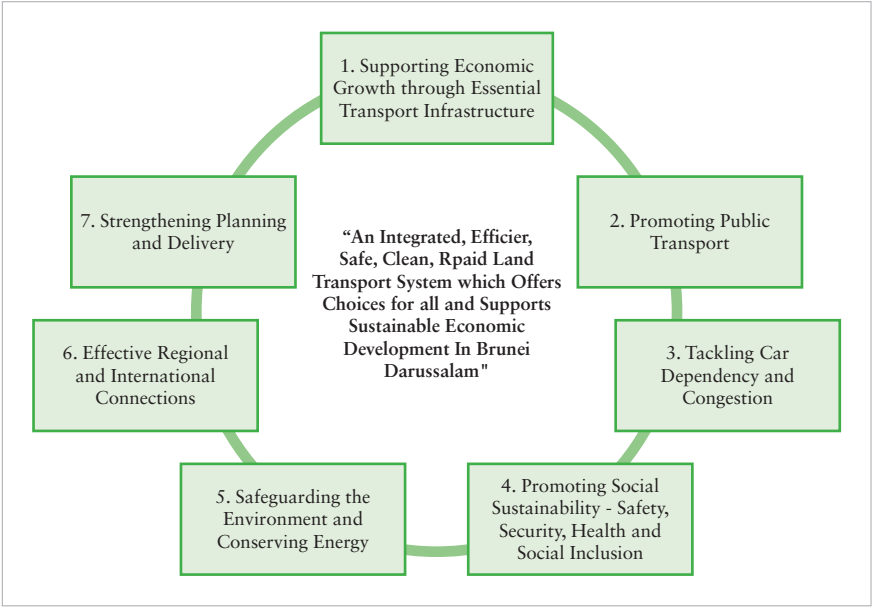 1. Supporting Economic
Growth through Essential
Transport Infrastructure
2. Promoting Public
Transport
3. Tackling Car
Dependency and
Congestion
4. Promoting Social
Sustainability - Safety,
Security, Health and
Social Inclusion
5. Safeguarding the
Environment and
Conserving Energy
6. Effective Regional
and International
Connections
7. Strengthening Planning
and Delivery
“An Integrated, Efficier,
Safe, Clean, Rpaid Land
Transport System which Offers
Choices for all and Supports
Sustainable Economic
Development In Brunei
Darussalam"